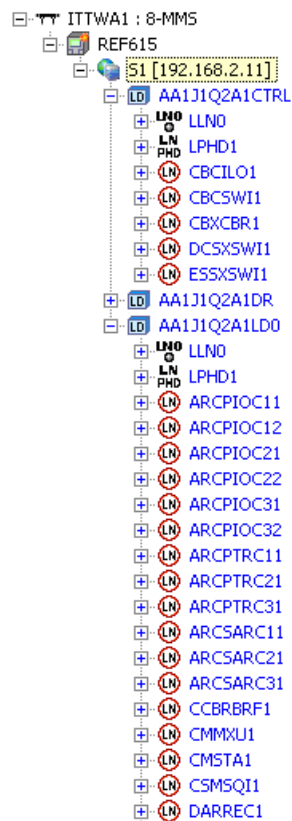 ITTWA1 : 8-MMS
REF615
S1 [192.168.2.11]
LD AA1J1Q2A1CTRL
LN0 LLN0
LN PHD LPHD1
LN CBCILO1
LN CBCSWI1
LN CBXCBR1
LN DCSXSWI1
LN ESSXSWI1
LD AA1J1Q2A1DR
LD AA1J1Q2A1LD0
LN0 LLN0
LN PHD LPHD1
LN ARCPIOC11
LN ARCPIOC12
LN ARCPIOC21
LN ARCPIOC22
LN ARCPIOC31
LN ARCPIOC32
LN ARCPTRC11
LN ARCPTRC21
LN ARCPTRC31
LN ARCSARC11
LN ARCSARC21
LN ARCSARC31
LN CCBRBRF1
LN CMMXU1
LN CMSTA1
LN CSMSQI1
LN DARREC1